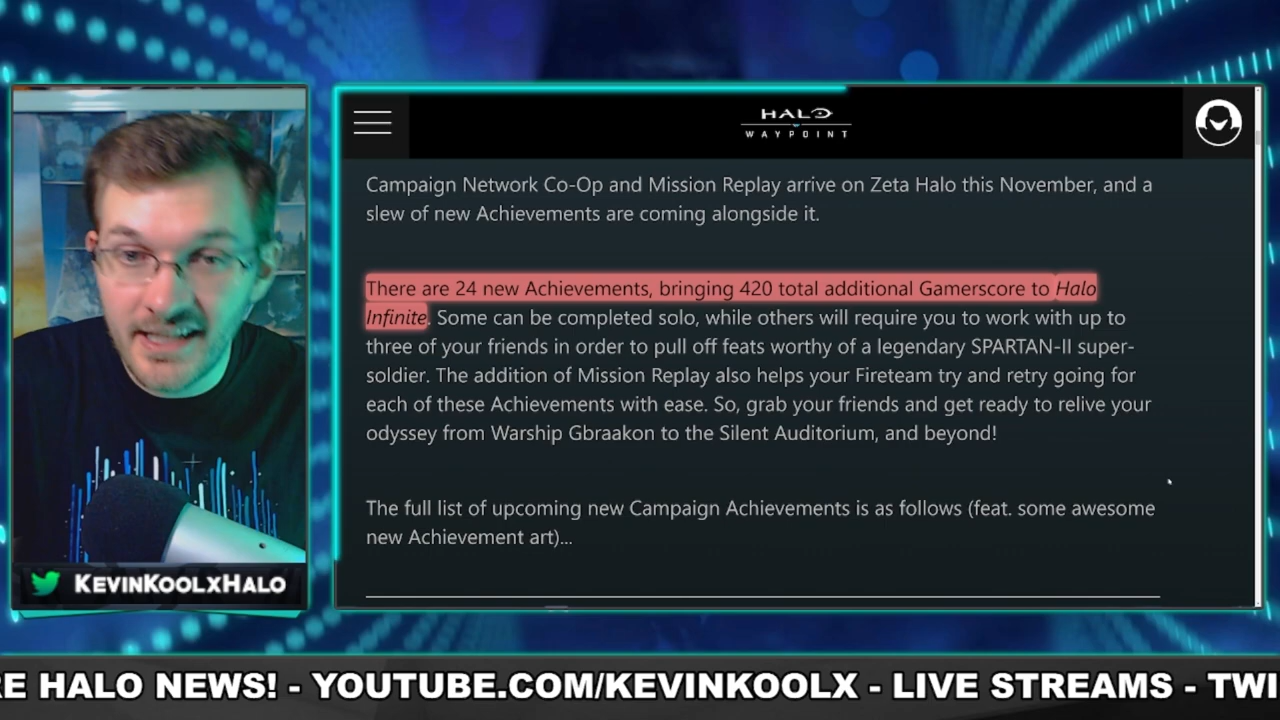 HALO
WAYPOINT
Campaign Network Co-Op and Mission Replay arrive on Zeta Halo this November, and a
slew of new Achievements are coming alongside it.
There are 24 new Achievements, bringing 420 total additional Gamerscore to Halo
Infinite. Some can be completed solo, while others will require you to work with up to
three of your friends in order to pull off feats worthy of a legendary SPARTAN-II super-
soldier. The addition of Mission Replay also helps your Fireteam try and retry going for
each of these Achievements with ease. So, grab your friends and get ready to relive your
odyssey from Warship Gbraakon to the Silent Auditorium, and beyond!
The full list of upcoming new Campaign Achievements is as follows (feat. some awesome
new Achievement art)...
KEVINKOOLXHALO
RE HALO NEWS! - YOUTUBE.COM/KEVINKOOLX - LIVE STREAMS - TWI